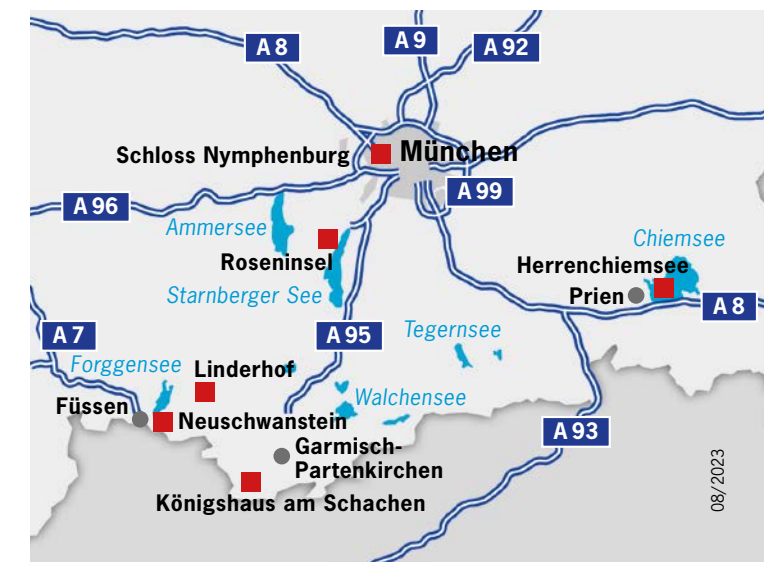 A 8
A 9
A 92
Schloss Nymphenburg
München
A 96
A 99
Ammersee
Roseninsel
Chiemsee
Herrenchiemsee
Starnberger See
Prien
A 8
A 7
A 95
Tegernsee
Forggensee
Linderhof
Walchensee
Füssen
Neuschwanstein
A 93
Garmisch-
Partenkirchen
Königshaus am Schachen
08/2023